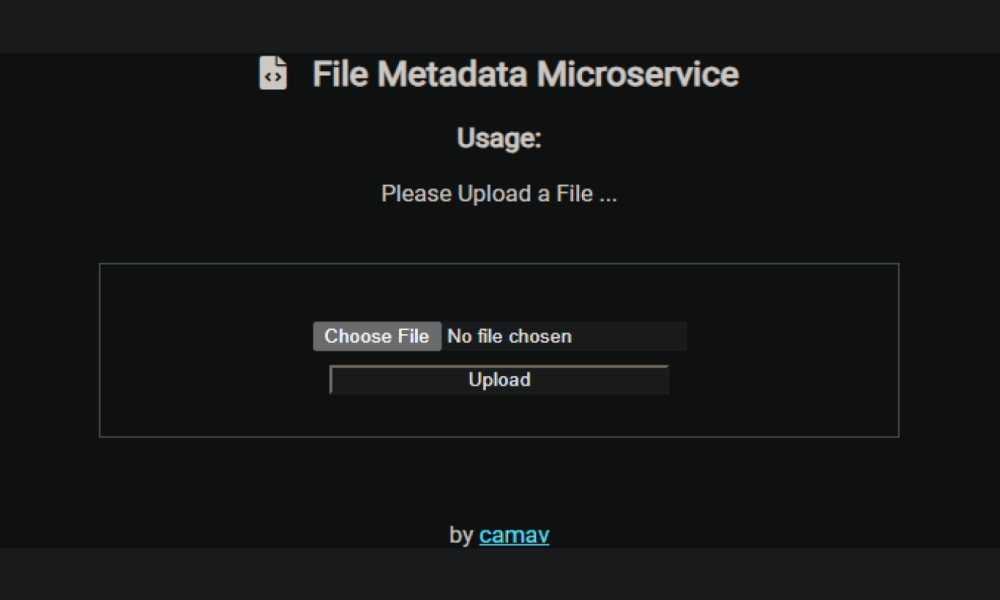 File Metadata Microservice
Usage:
Please Upload a File ...
Choose File No file chosen
Upload
by camav